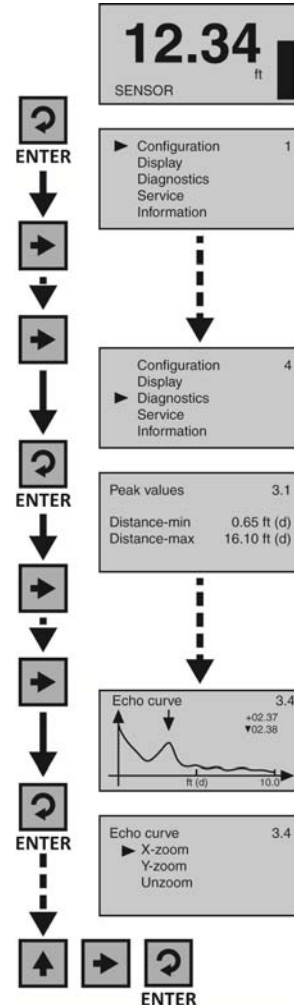 12.34
ft
SENSOR
ENTER
Configuration 1
Display
Diagnostics
Service
Information
Configuration 4
Display
Diagnostics
Service
Information
ENTER
Peak values 3.1
Distance-min 0.65 ft (d)
Distance-max 16.10 ft (d)
Echo curve 3.4
+02.37
▼02.38
ft (d) 10.0
ENTER
Echo curve 3.4
X-zoom
Y-zoom
Unzoom
ENTER